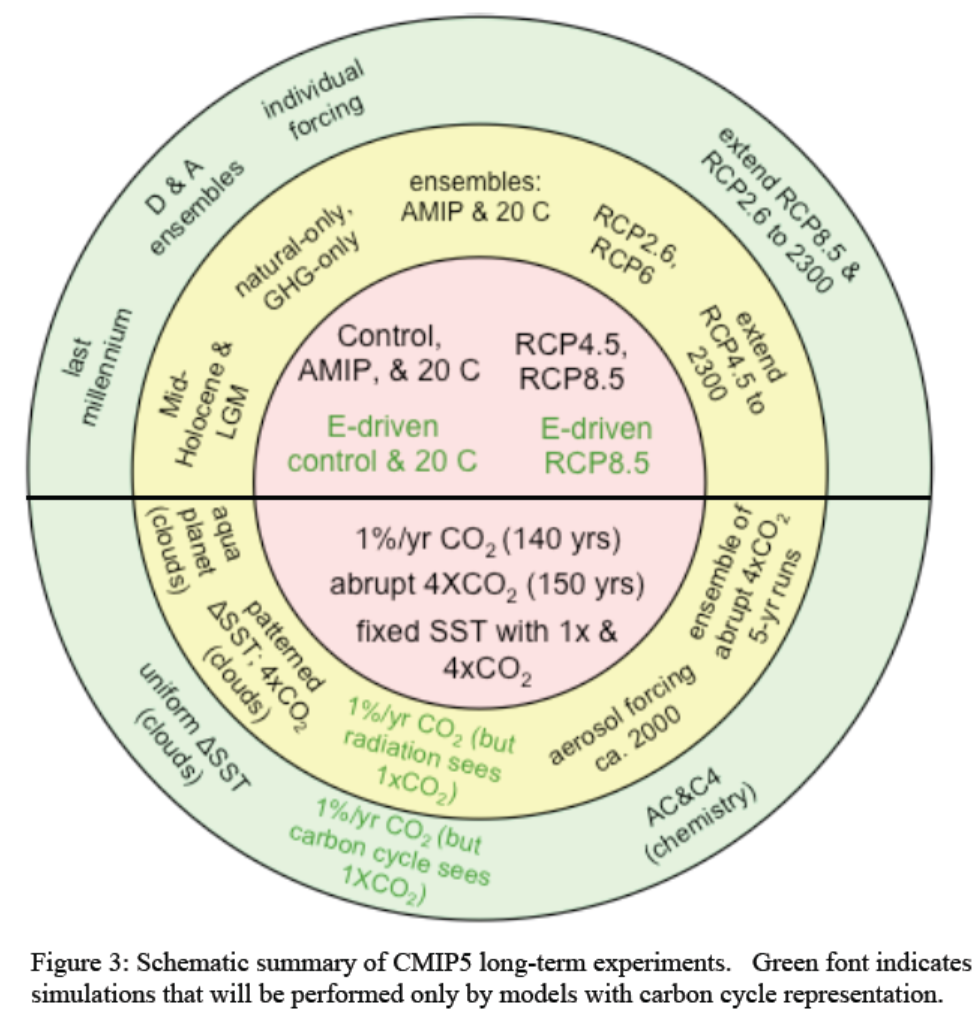 individual
forcing
D & A
ensembles
last
millennium
extend RCP8.5 &
RCP2.6 to 2300
ensembles:
AMIP & 20 C
natural-only,
GHG-only
Mid-
Holocene &
LGM
RCP2.6,
RCP6
extend
RCP4.5 to
2300
Control,
AMIP, & 20 C
RCP4.5,
RCP8.5
E-driven
control & 20 C
E-driven
RCP8.5
1%/yr CO₂ (140 yrs)
abrupt 4XCO₂ (150 yrs)
fixed SST with 1x &
4xCO₂
aqua
planet
(clouds)
patterned
ΔSST; 4xCO₂
(clouds)
1%/yr CO₂ (but
radiation sees
1xCO₂)
aerosol forcing
ca. 2000
ensemble of
abrupt 4xCO₂
5-yr runs
uniform ΔSST
(clouds)
1%/yr CO₂ (but
carbon cycle sees
1XCO₂)
AC&C4
(chemistry)
Figure 3: Schematic summary of CMIP5 long-term experiments. Green font indicates
simulations that will be performed only by models with carbon cycle representation.